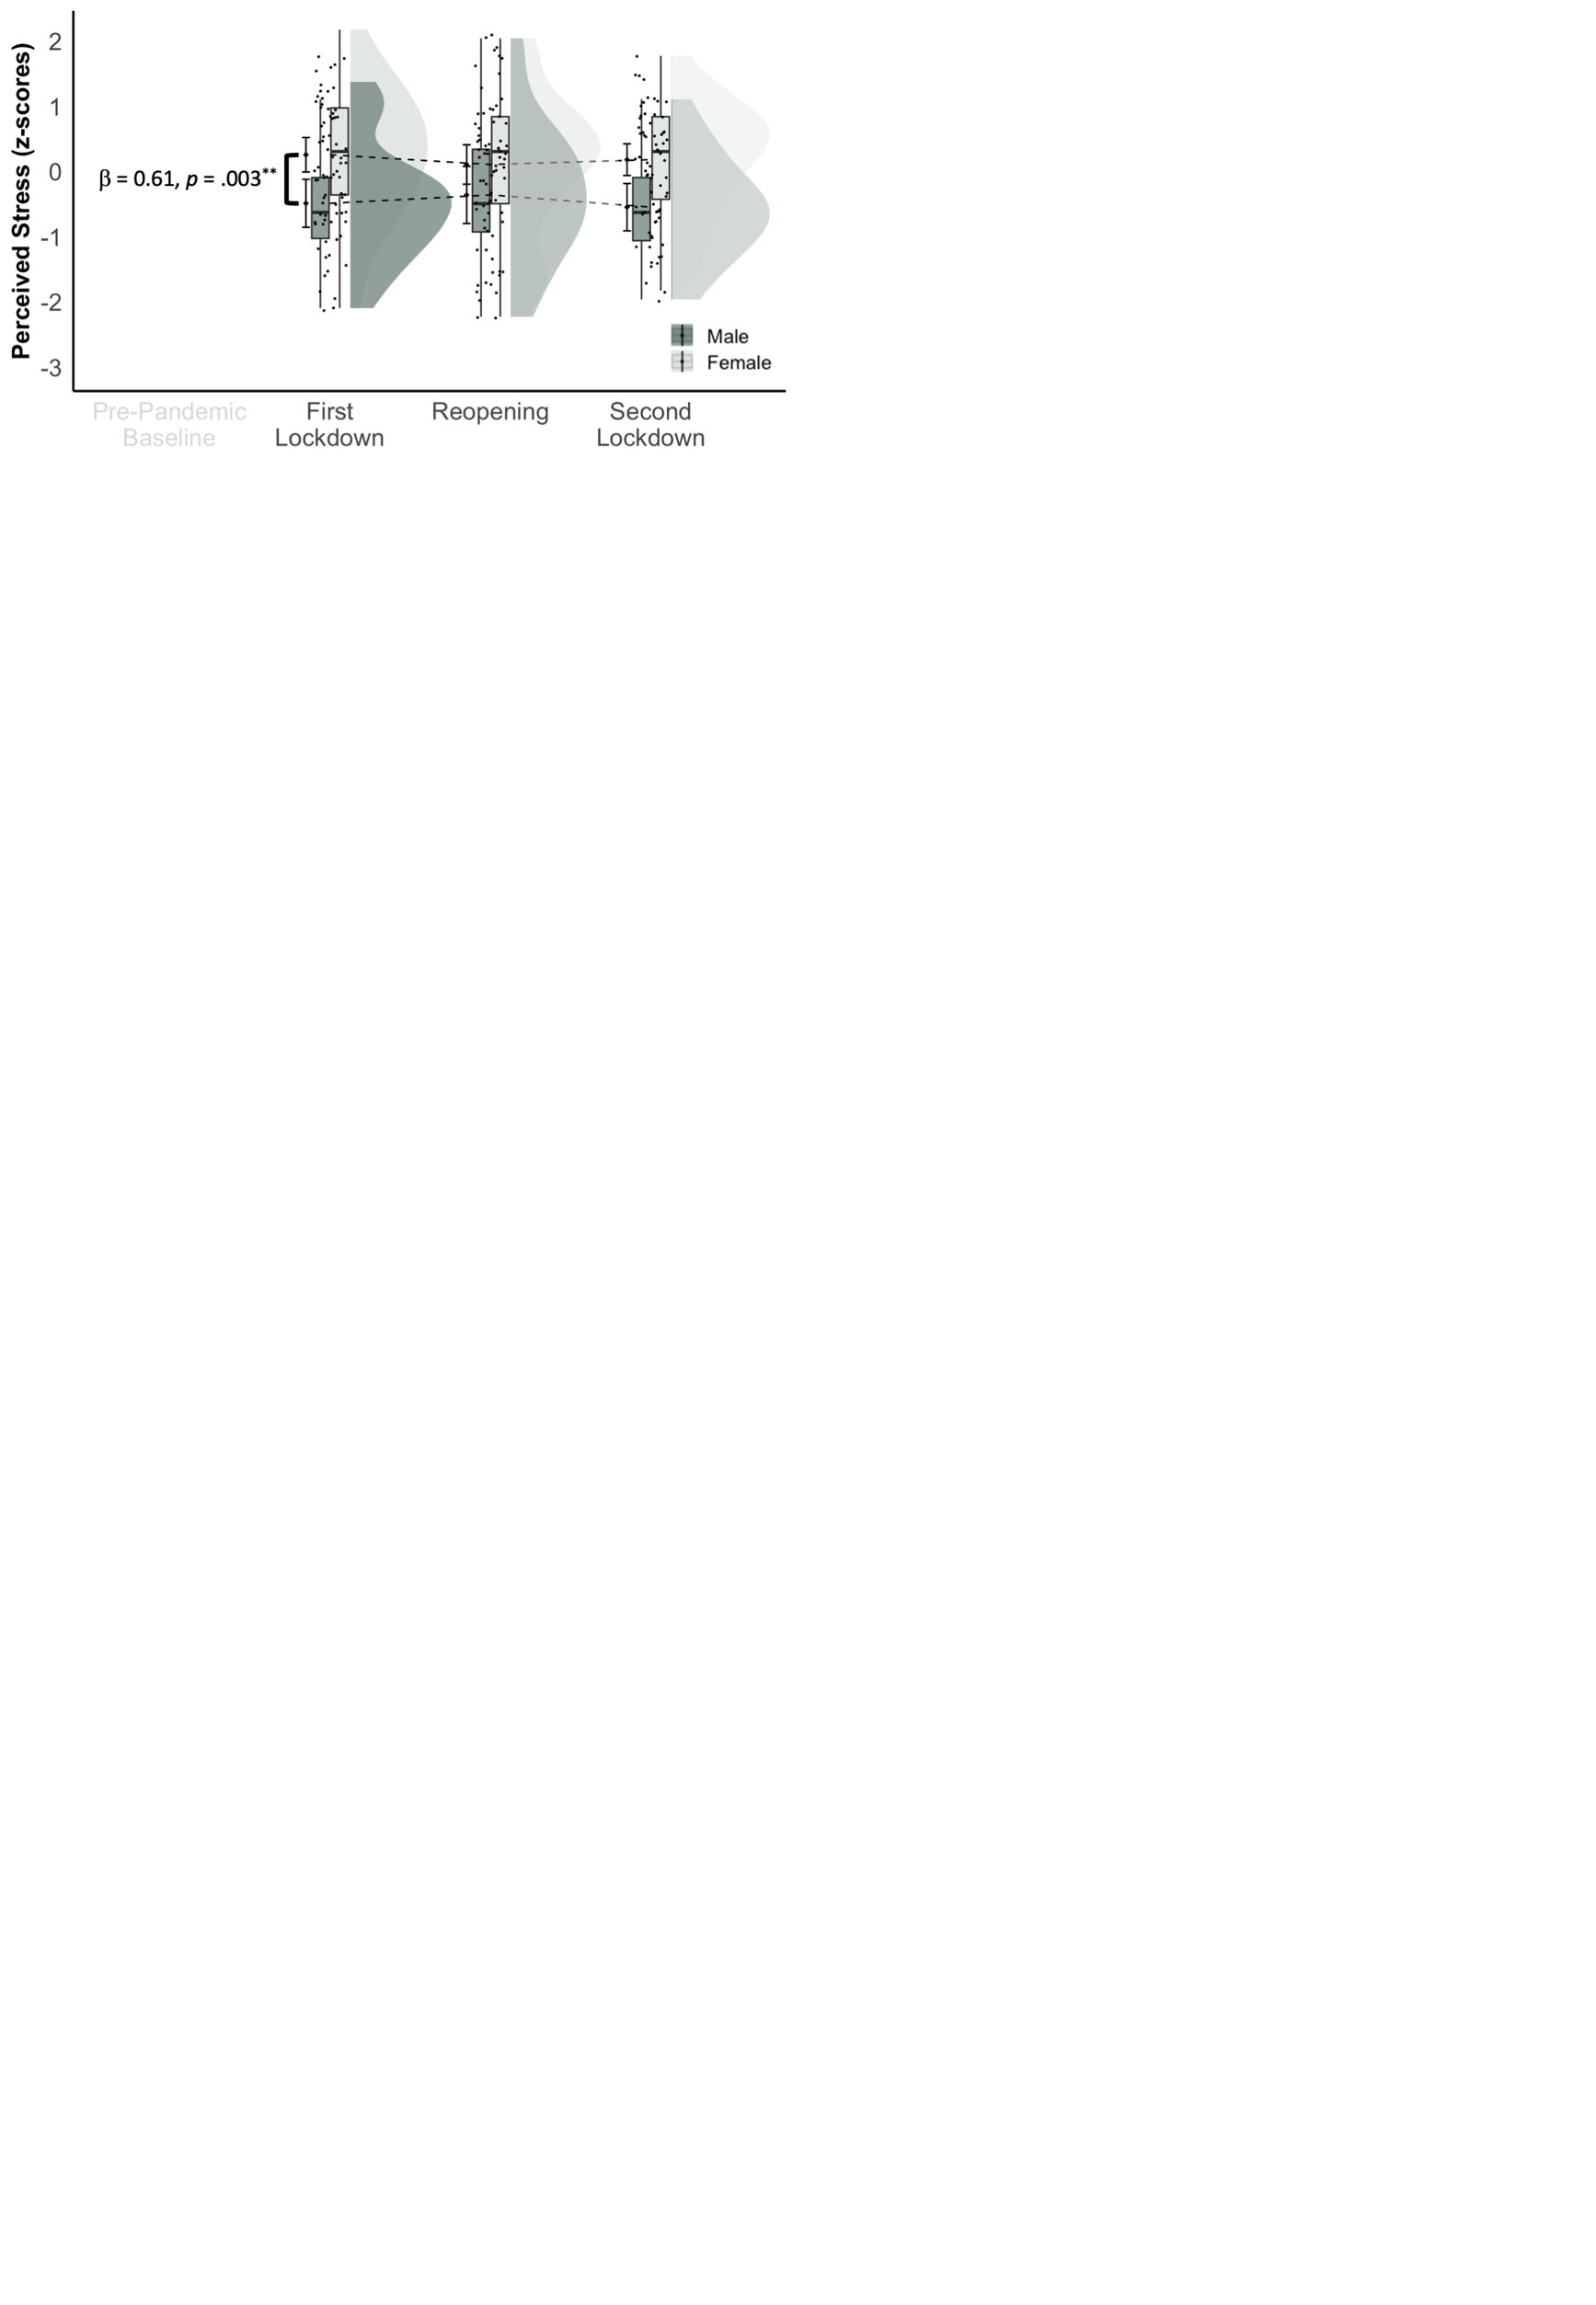 Perceived Stress (z-scores)
2
1
0
-1
-2
-3
β = 0.61, p = .003**
Male
Female
Pre-Pandemic
Baseline
First
Lockdown
Reopening
Second
Lockdown